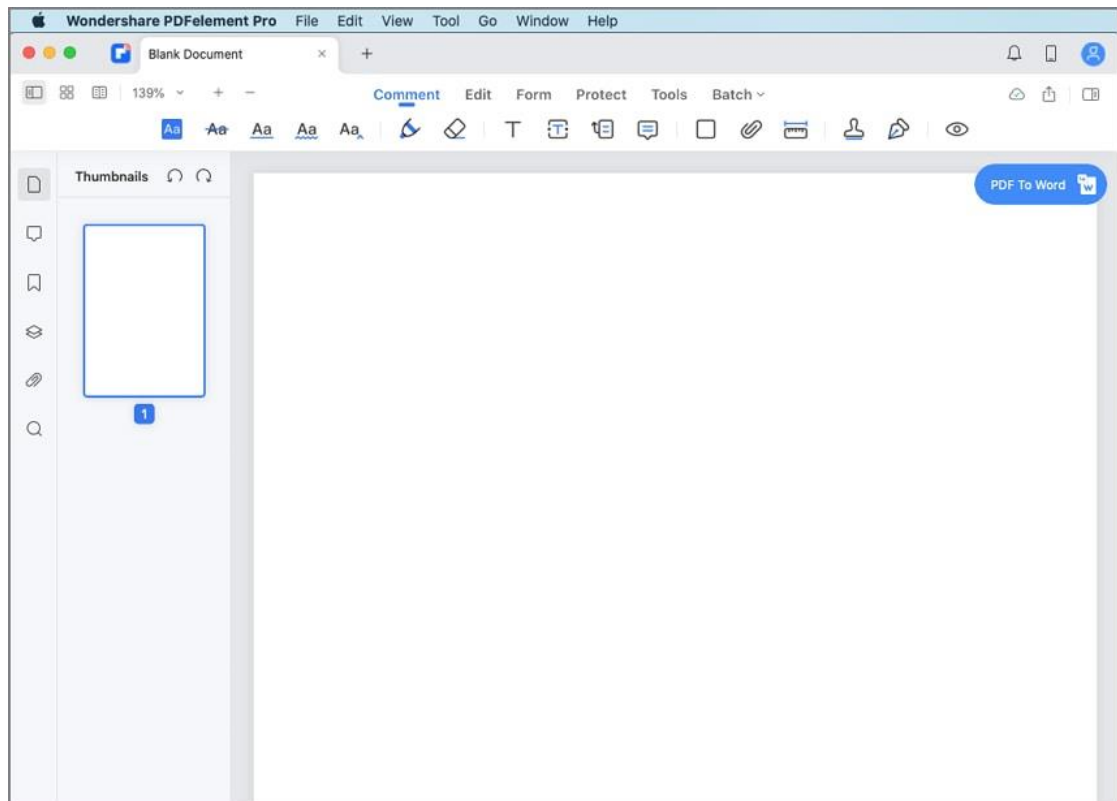 Wondershare PDFelement Pro File Edit View Tool Go Window Help
Blank Document
139%
Comment Edit Form Protect Tools Batch
Aa Aa Aa Aa Aa T T
Thumbnails
PDF To Word W
1